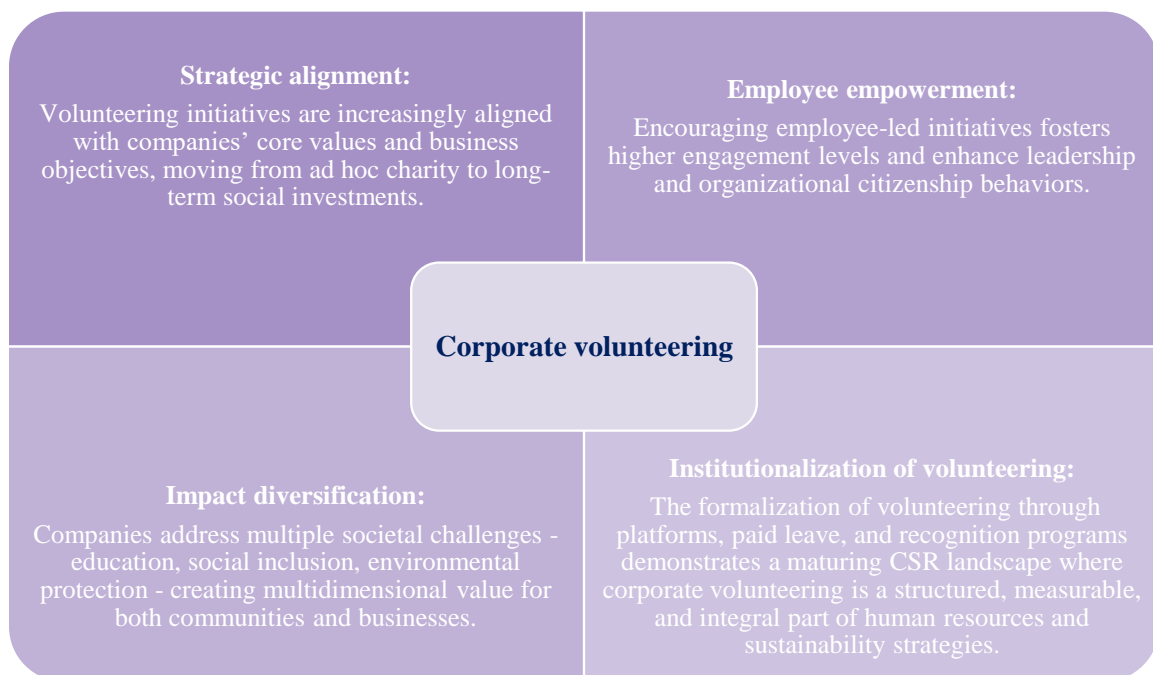 Strategic alignment:
Volunteering initiatives are increasingly aligned
with companies’ core values and business
objectives, moving from ad hoc charity to long-
term social investments.
Employee empowerment:
Encouraging employee-led initiatives fosters
higher engagement levels and enhance leadership
and organizational citizenship behaviors.
Corporate volunteering
Impact diversification:
Companies address multiple societal challenges -
education, social inclusion, environmental
protection - creating multidimensional value for
both communities and businesses.
Institutionalization of volunteering:
The formalization of volunteering through
platforms, paid leave, and recognition programs
demonstrates a maturing CSR landscape where
corporate volunteering is a structured, measurable,
and integral part of human resources and
sustainability strategies.